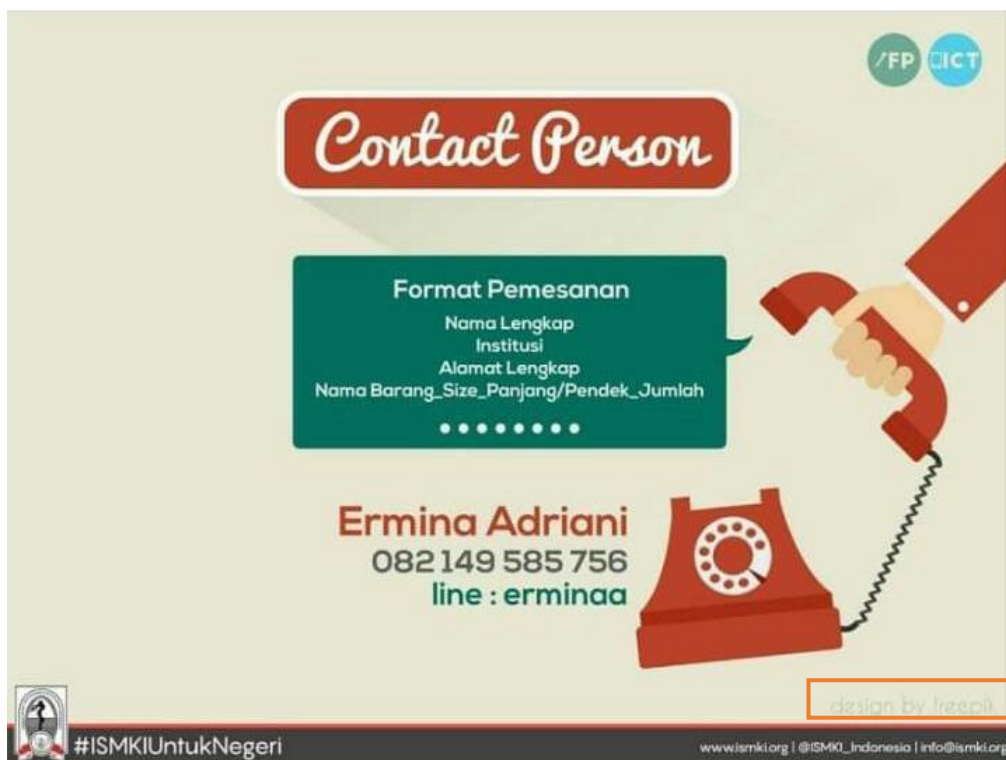 /FP ICT
Contact Person
Format Pemesanan
Nama Lengkap
Institusi
Alamat Lengkap
Nama Barang_Size_Panjang/Pendek_Jumlah
Ermina Adriani
082 149 585 756
line : erminaa
design by freepik
#ISMKIUntukNegeri
www.ismki.org | @ISMKI_Indonesia | info@ismki.org